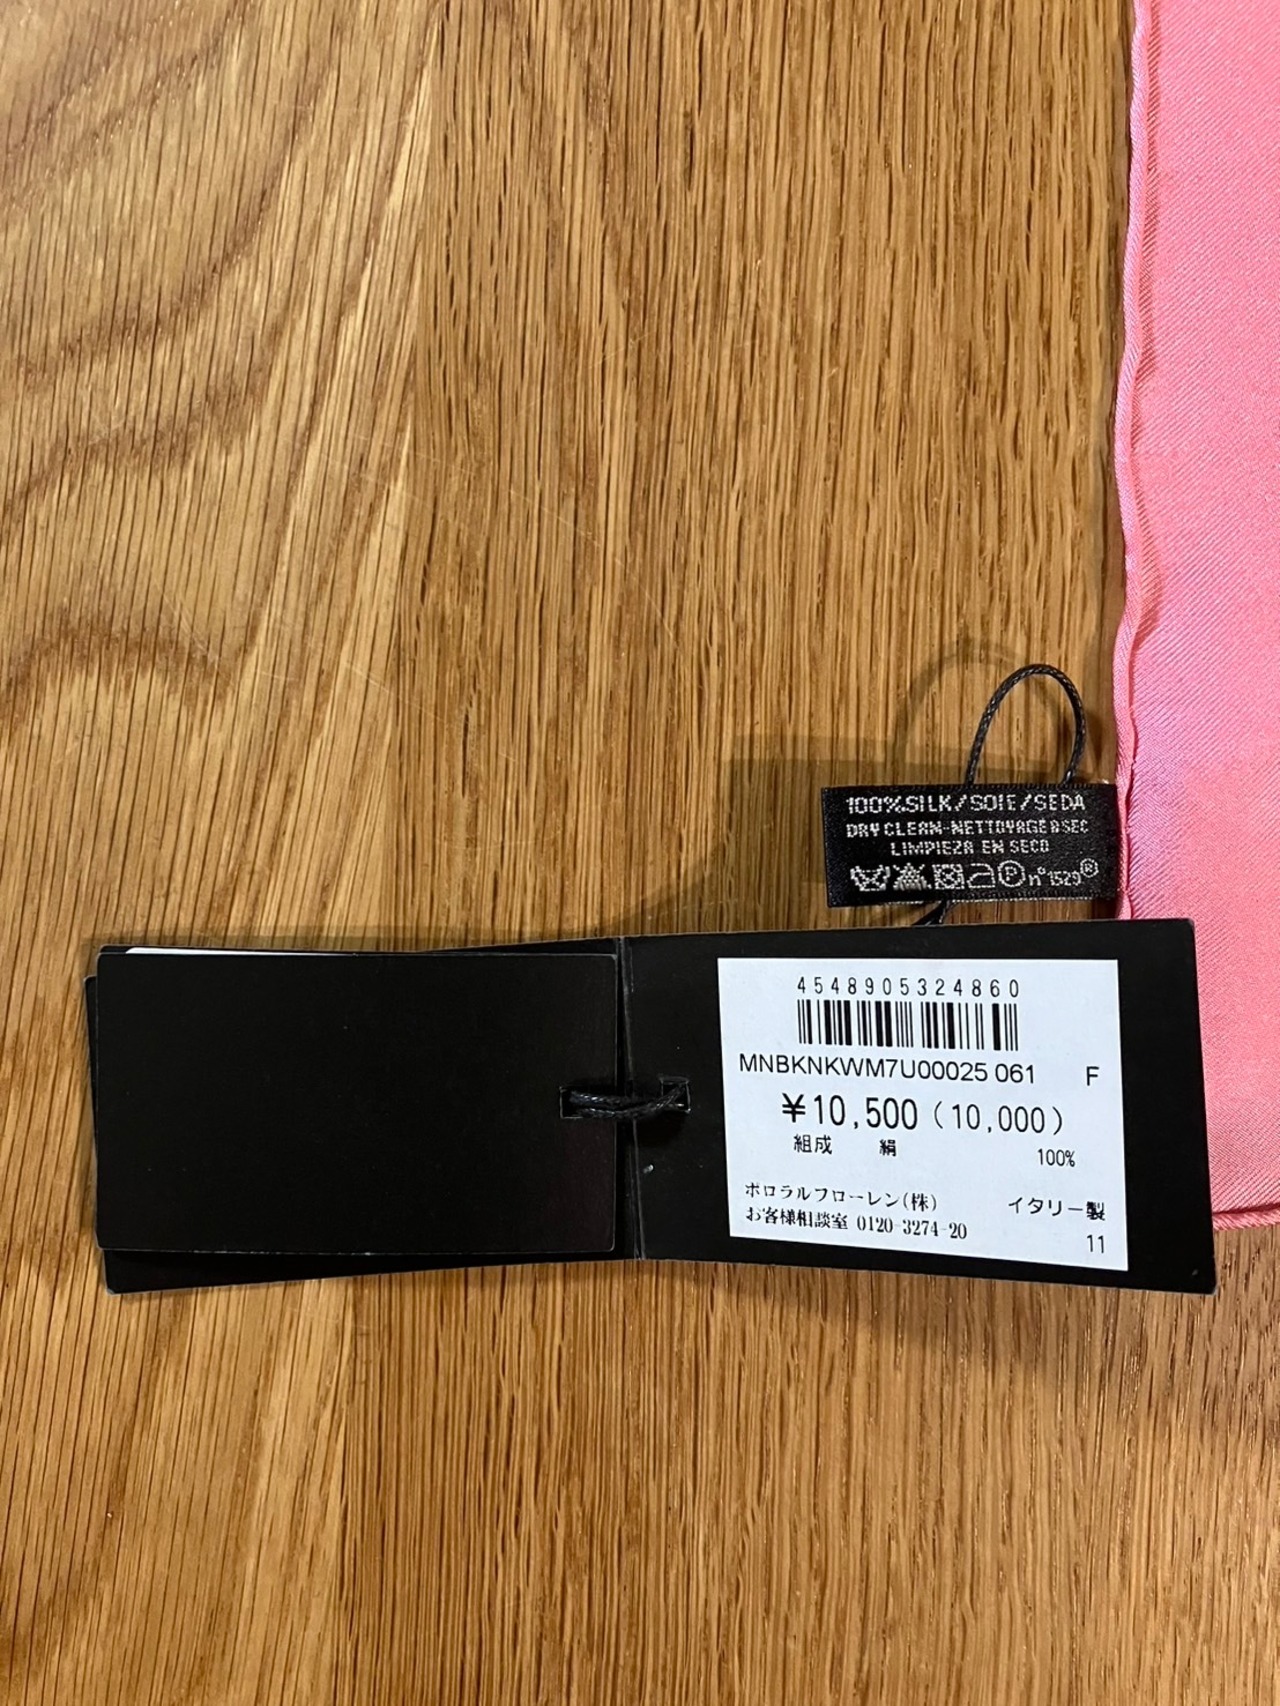 100%SILK/SOIE/SEDA
DRY CLEAN-NETTOYAGE A SEC
LIMPIEZA EN SECO
P n° 1529 ®
4548905324860
MNBKNKWM7U00025 061 F
¥10,500 (10,000)
組成 絹 100%
ポロラルフローレン(株) イタリー製
お客様相談室 0120-3274-20
11